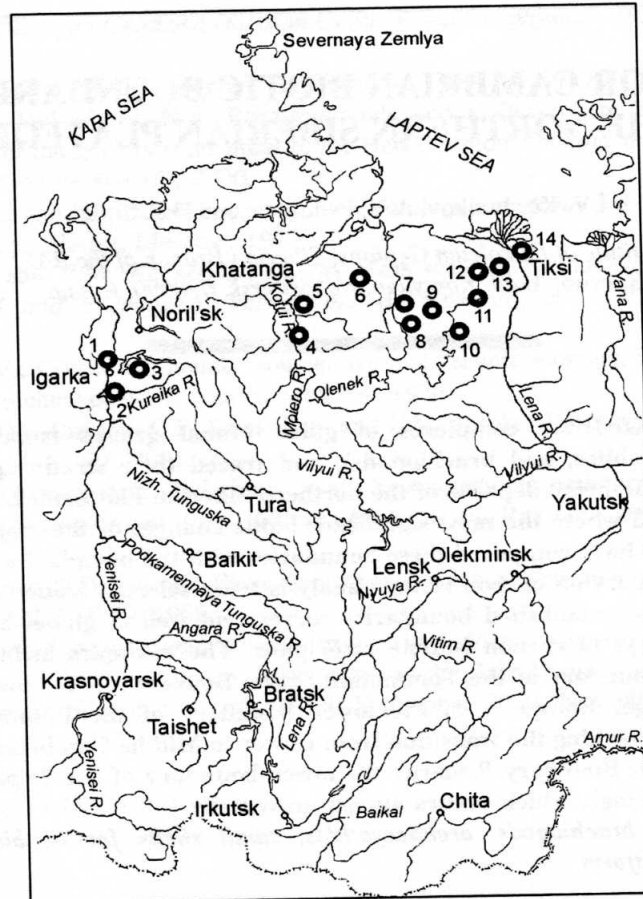 Severnaya Zemlya
KARA SEA
LAPTEV SEA
Khatanga
Kotui R.
5
6
9
8
12
13
14
11
10
Tiksi
Yana R.
Noril'sk
1
3
2
Igarka
Kureika R.
Moiero R.
Olenek R.
Lena R.
Vilyui R.
Vilyui R.
Nizh. Tunguska R.
Tura
Yakutsk
Baikit
Lensk
Olekminsk
Nyuya R.
Podkamennaya Tunguska R.
Yenisei R.
Angara R.
Vitim R.
Krasnoyarsk
Bratsk
Taishet
Lena R.
Amur R.
Yenisei R.
Irkutsk
L. Baikal
Chita